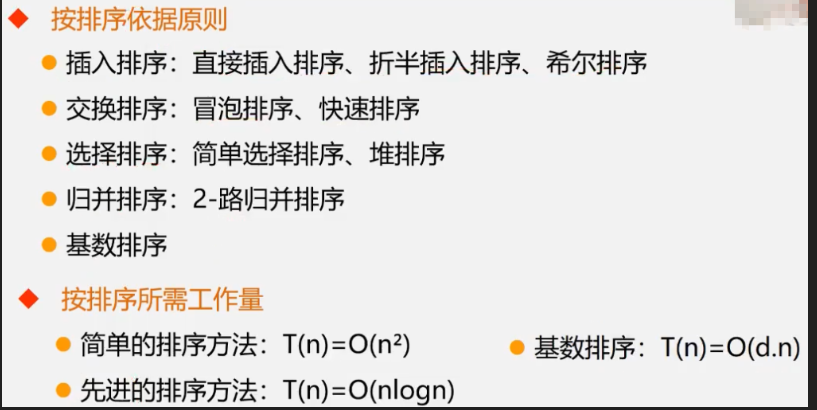 按排序依据原则
插入排序：直接插入排序、折半插入排序、希尔排序
交换排序：冒泡排序、快速排序
选择排序：简单选择排序、堆排序
归并排序：2-路归并排序
基数排序
按排序所需工作量
简单的排序方法：T(n)=O(n²)
基数排序：T(n)=O(d.n)
先进的排序方法：T(n)=O(nlogn)